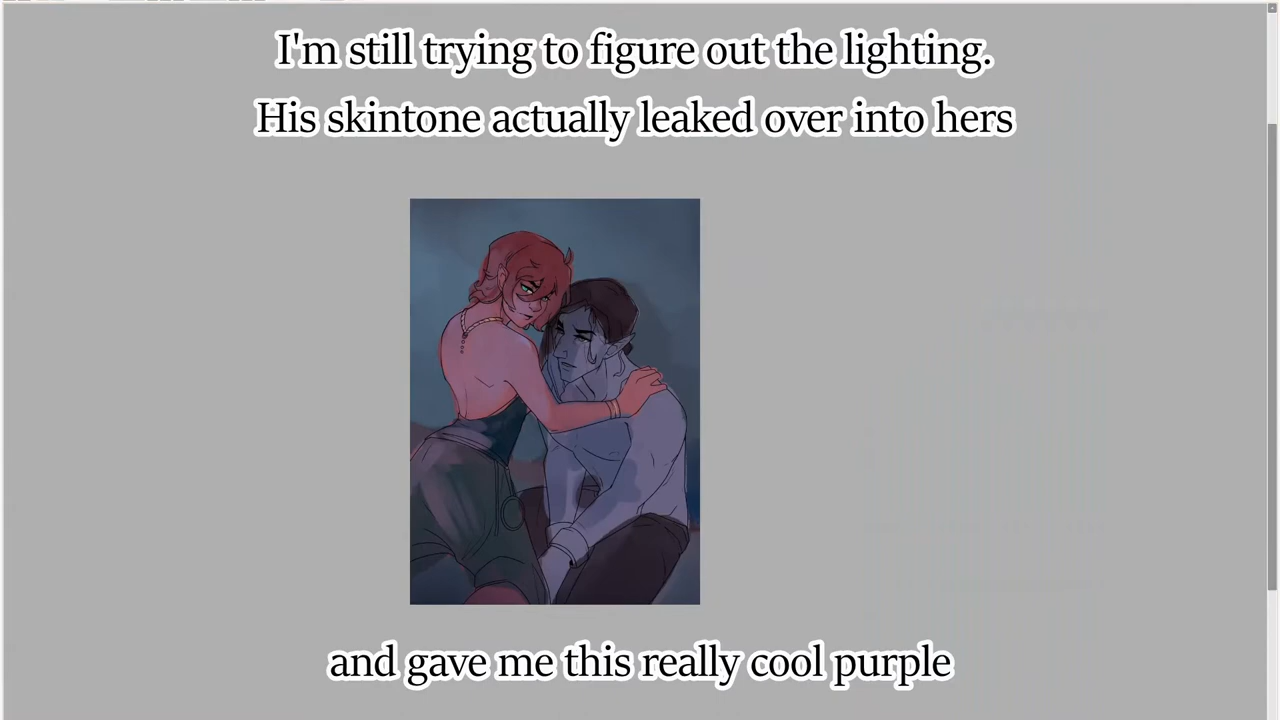 I'm still trying to figure out the lighting.
His skintone actually leaked over into hers
and gave me this really cool purple